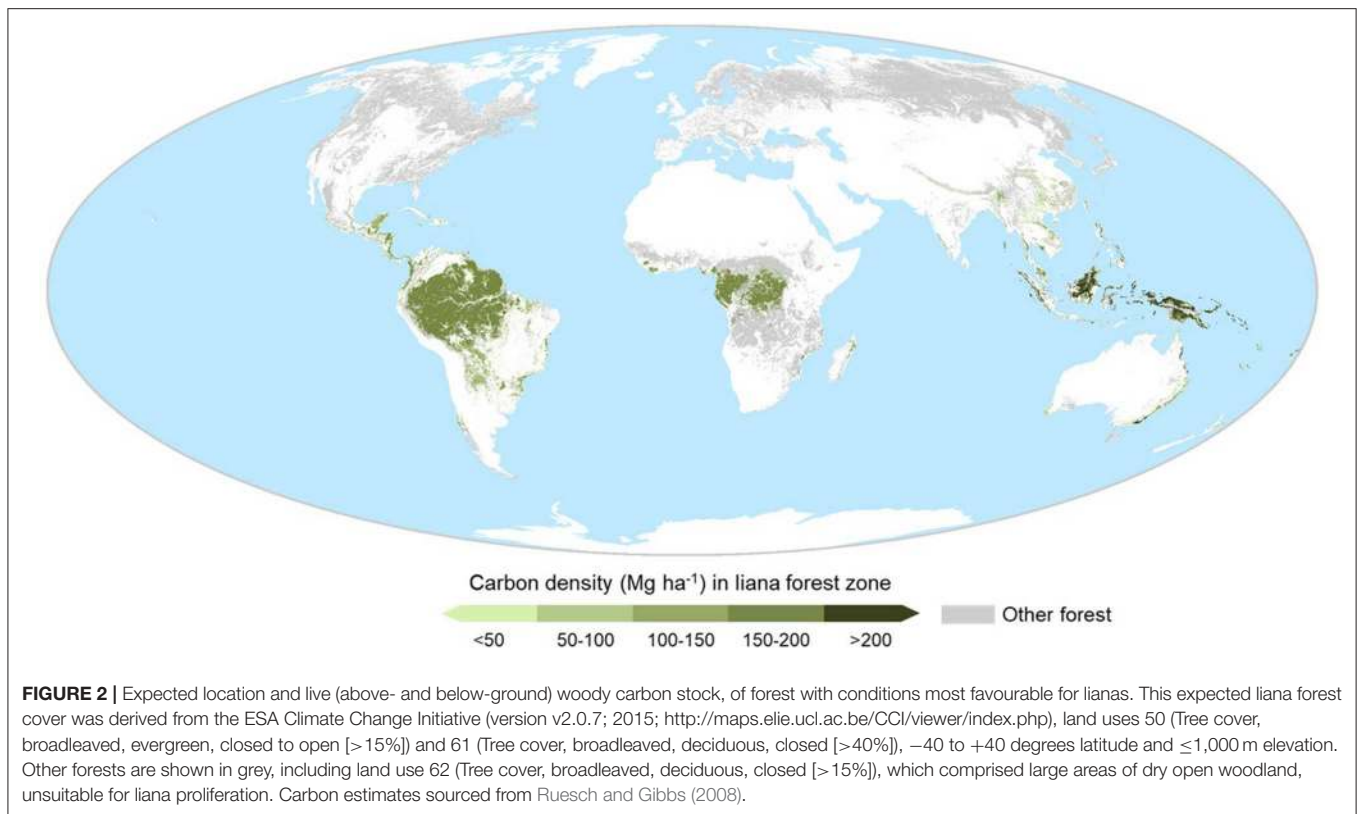 Carbon density (Mg ha⁻¹) in liana forest zone
Other forest
<50 50-100 100-150 150-200 >200
FIGURE 2 | Expected location and live (above- and below-ground) woody carbon stock, of forest with conditions most favourable for lianas. This expected liana forest
cover was derived from the ESA Climate Change Initiative (version v2.0.7; 2015; http://maps.elie.ucl.ac.be/CCI/viewer/index.php), land uses 50 (Tree cover,
broadleaved, evergreen, closed to open [>15%]) and 61 (Tree cover, broadleaved, deciduous, closed [>40%]), −40 to +40 degrees latitude and ≤1,000 m elevation.
Other forests are shown in grey, including land use 62 (Tree cover, broadleaved, deciduous, closed [>15%]), which comprised large areas of dry open woodland,
unsuitable for liana proliferation. Carbon estimates sourced from Ruesch and Gibbs (2008).